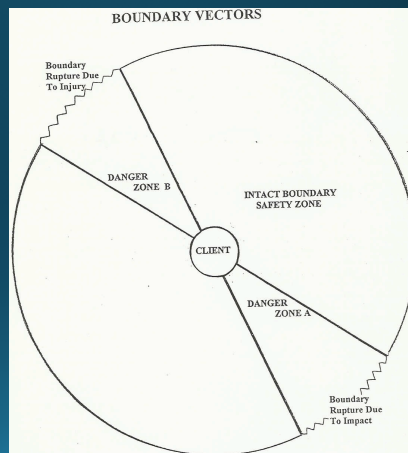 BOUNDARY VECTORS
Boundary
Rupture Due
To Injury
DANGER
ZONE B
INTACT BOUNDARY
SAFETY ZONE
CLIENT
DANGER
ZONE A
Boundary
Rupture Due
To Impact